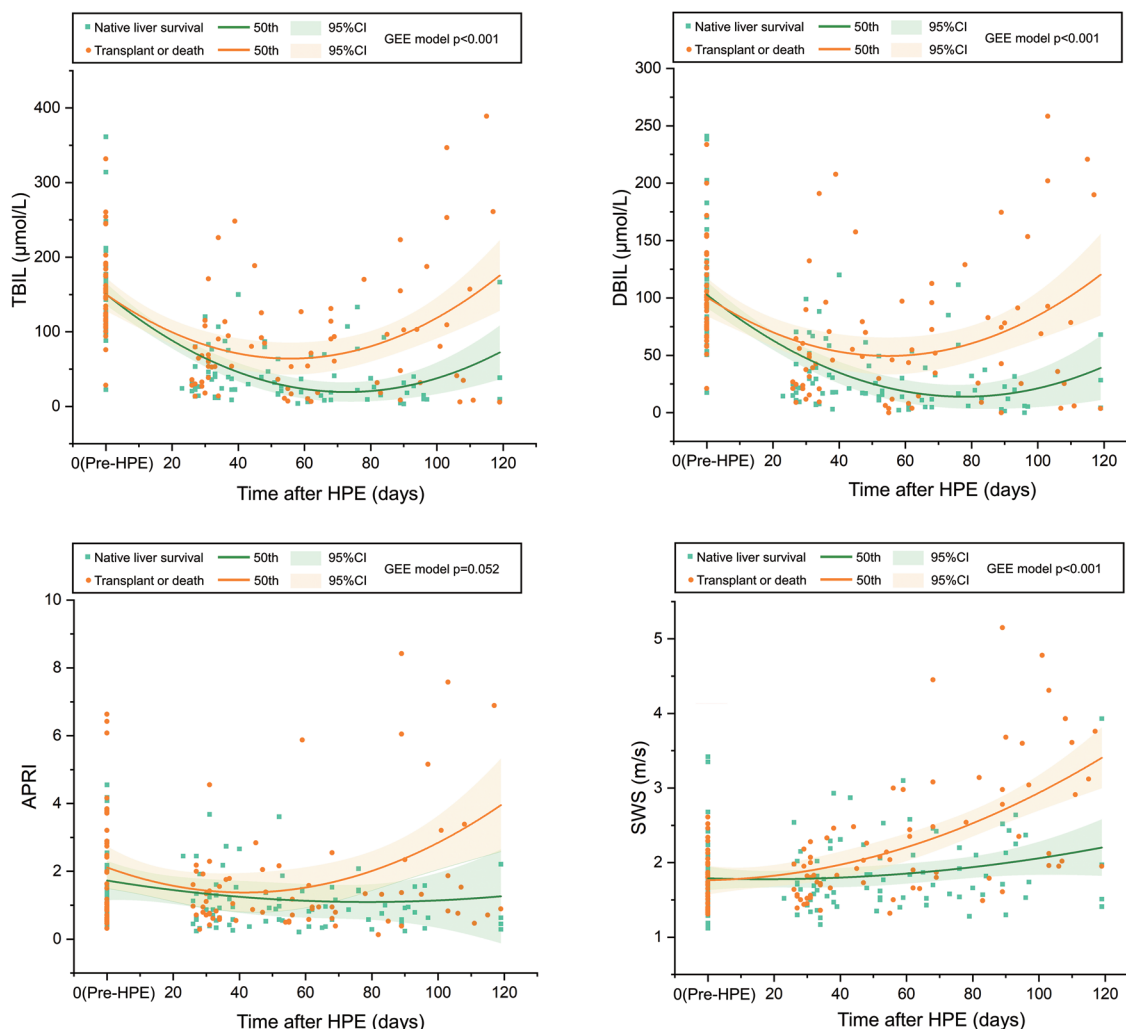 Native liver survival 50th 95%CI GEE model p<0.001
Transplant or death 50th 95%CI
TBIL (μmol/L)
400
300
200
100
0
0(Pre-HPE) 20 40 60 80 100 120
Time after HPE (days)
Native liver survival 50th 95%CI GEE model p<0.001
Transplant or death 50th 95%CI
DBIL (μmol/L)
300
250
200
150
100
50
0
0(Pre-HPE) 20 40 60 80 100 120
Time after HPE (days)
Native liver survival 50th 95%CI GEE model p=0.052
Transplant or death 50th 95%CI
APRI
10
8
6
4
2
0
0(Pre-HPE) 20 40 60 80 100 120
Time after HPE (days)
Native liver survival 50th 95%CI GEE model p<0.001
Transplant or death 50th 95%CI
SWS (m/s)
5
4
3
2
1
0(Pre-HPE) 20 40 60 80 100 120
Time after HPE (days)